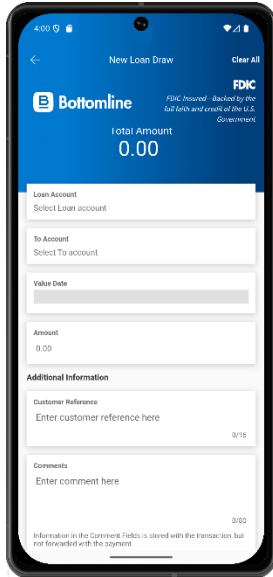 4:00
New Loan Draw
Clear All
FDIC
B Bottomline
FDIC Insured - Backed by the
full faith and credit of the U.S.
Government
Total Amount
0.00
Loan Account
Select Loan account
To Account
Select To account
Value Date
Amount
0.00
Additional Information
Customer Reference
Enter customer reference here
0/16
Comments
Enter comment here
0/80
Information in the Comment Fields is stored with the transaction, but
not forwarded with the payment.